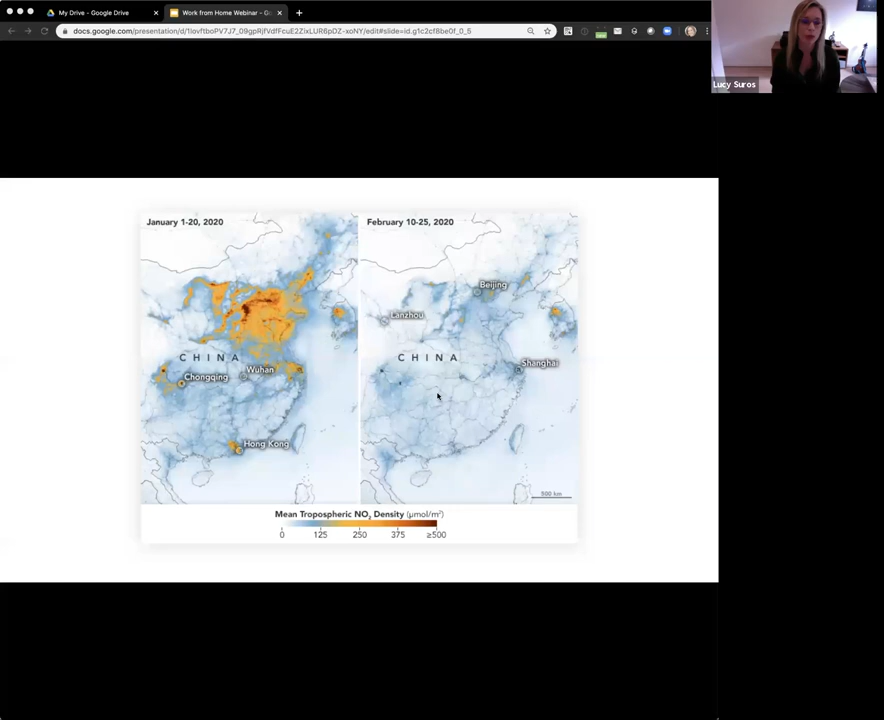 My Drive - Google Drive
Work from Home Webinar - G
Lucy Suros
January 1-20, 2020
February 10-25, 2020
Beijing
Lanzhou
CHINA
CHINA
Shanghai
Wuhan
Chongqing
Hong Kong
500 km
Mean Tropospheric NO₂ Density (µmol/m²)
0 125 250 375 ≥500